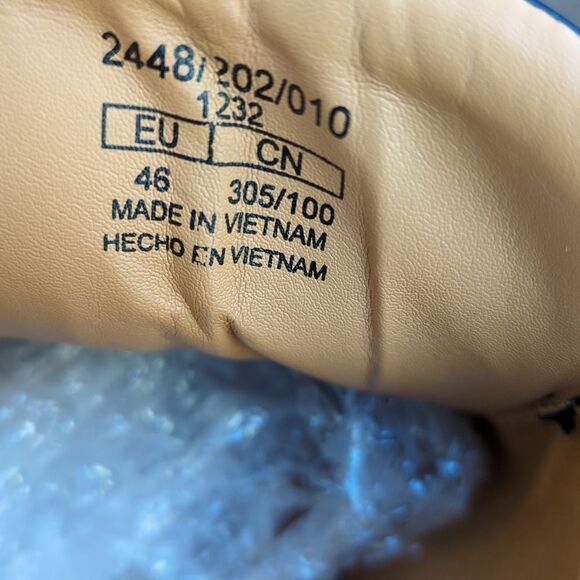 2448/202/010
1232
EU CN
46 305/100
MADE IN VIETNAM
HECHO EN VIETNAM